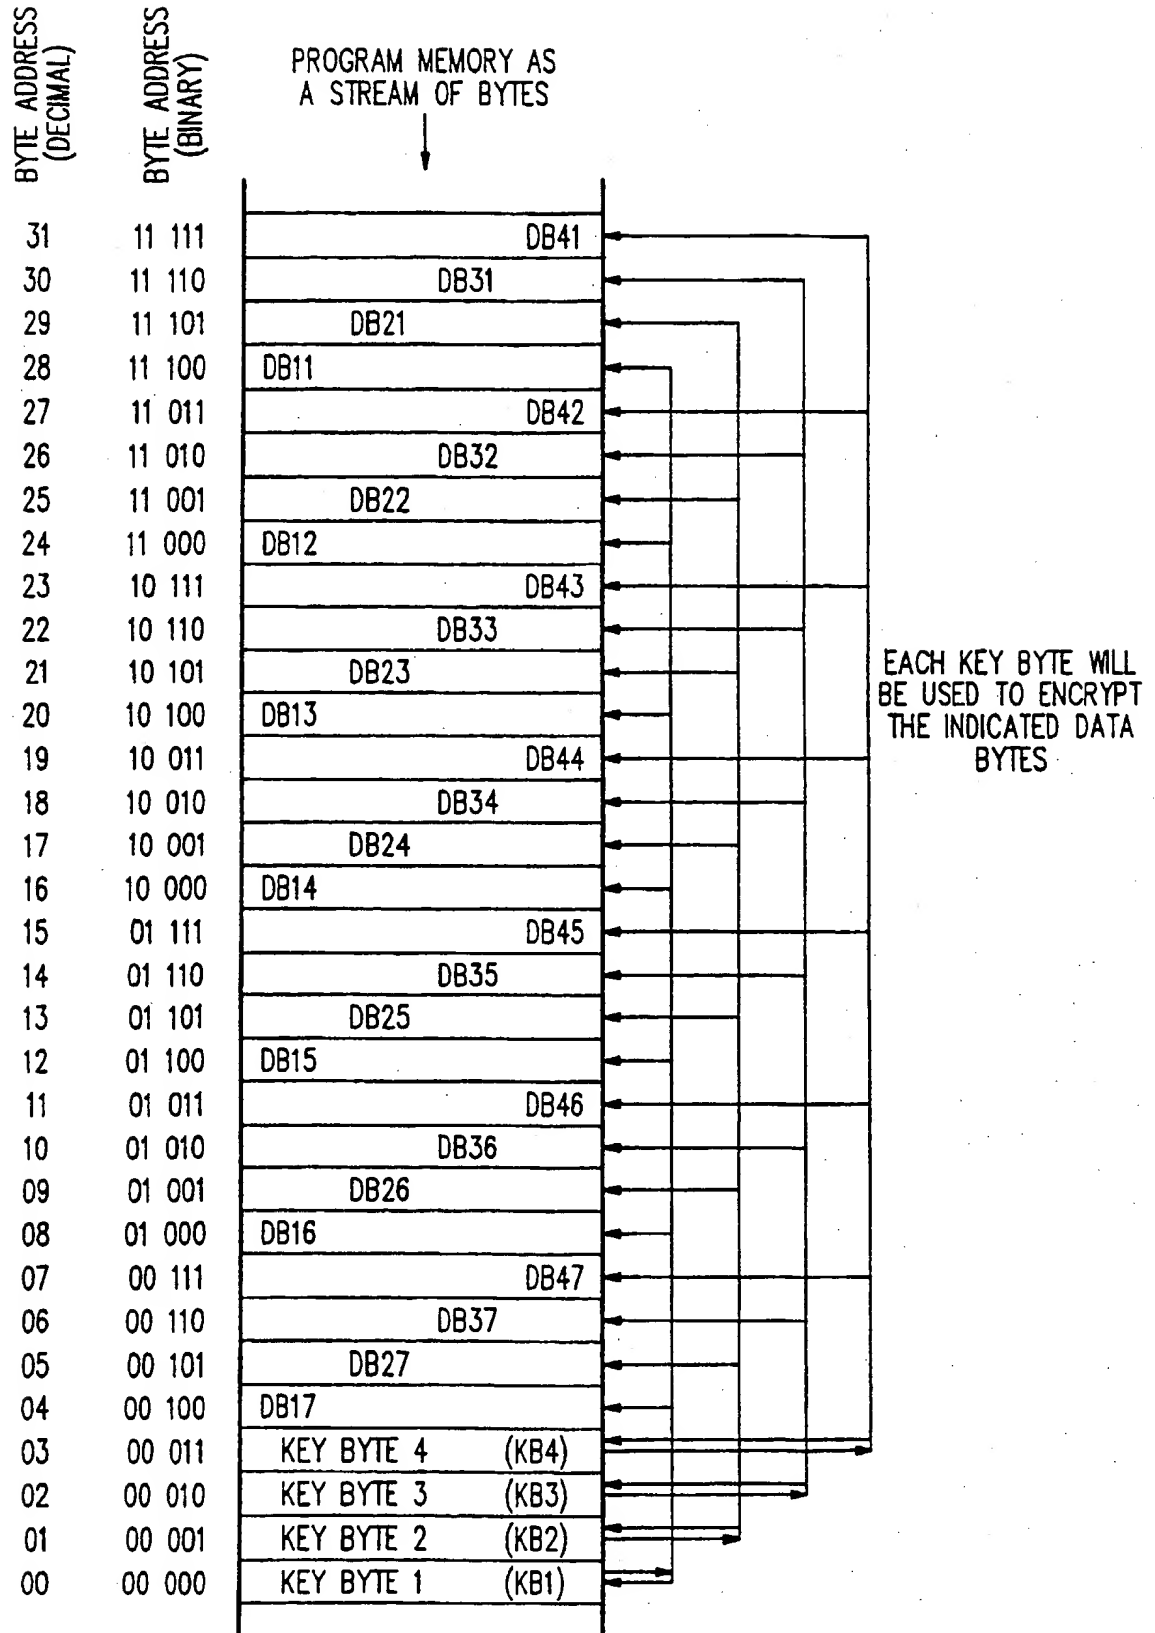 BYTE ADDRESS
(DECIMAL)
BYTE ADDRESS
(BINARY)
PROGRAM MEMORY AS
A STREAM OF BYTES
31 11 111 DB41
30 11 110 DB31
29 11 101 DB21
28 11 100 DB11
27 11 011 DB42
26 11 010 DB32
25 11 001 DB22
24 11 000 DB12
23 10 111 DB43
22 10 110 DB33
21 10 101 DB23
20 10 100 DB13
19 10 011 DB44
18 10 010 DB34
17 10 001 DB24
16 10 000 DB14
15 01 111 DB45
14 01 110 DB35
13 01 101 DB25
12 01 100 DB15
11 01 011 DB46
10 01 010 DB36
09 01 001 DB26
08 01 000 DB16
07 00 111 DB47
06 00 110 DB37
05 00 101 DB27
04 00 100 DB17
03 00 011 KEY BYTE 4 (KB4)
02 00 010 KEY BYTE 3 (KB3)
01 00 001 KEY BYTE 2 (KB2)
00 00 000 KEY BYTE 1 (KB1)
EACH KEY BYTE WILL
BE USED TO ENCRYPT
THE INDICATED DATA
BYTES